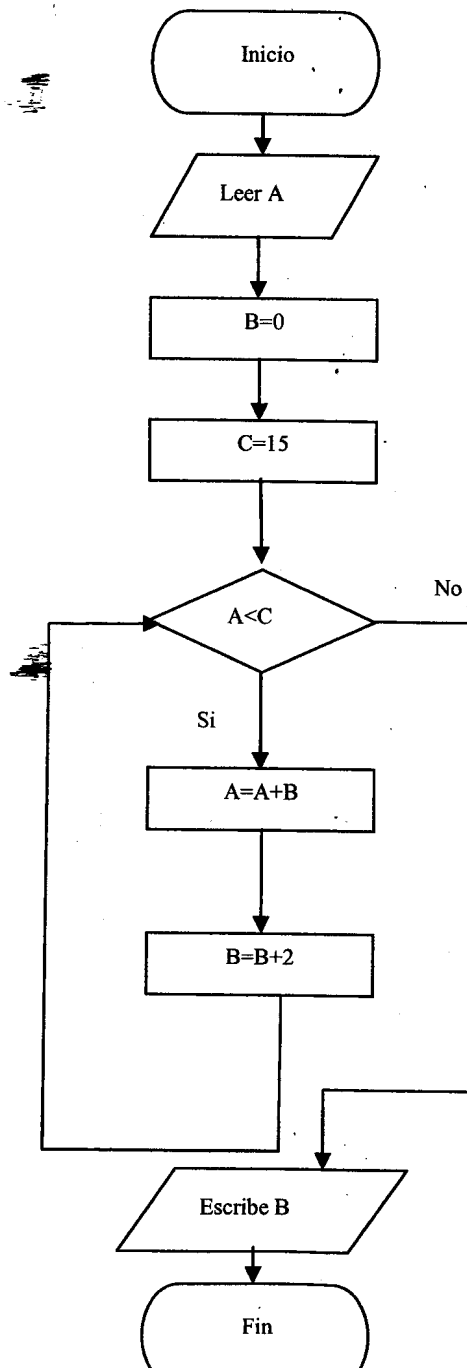 Inicio
Leer A
B=0
C=15
A<C
No
Si
A=A+B
B=B+2
Escribe B
Fin